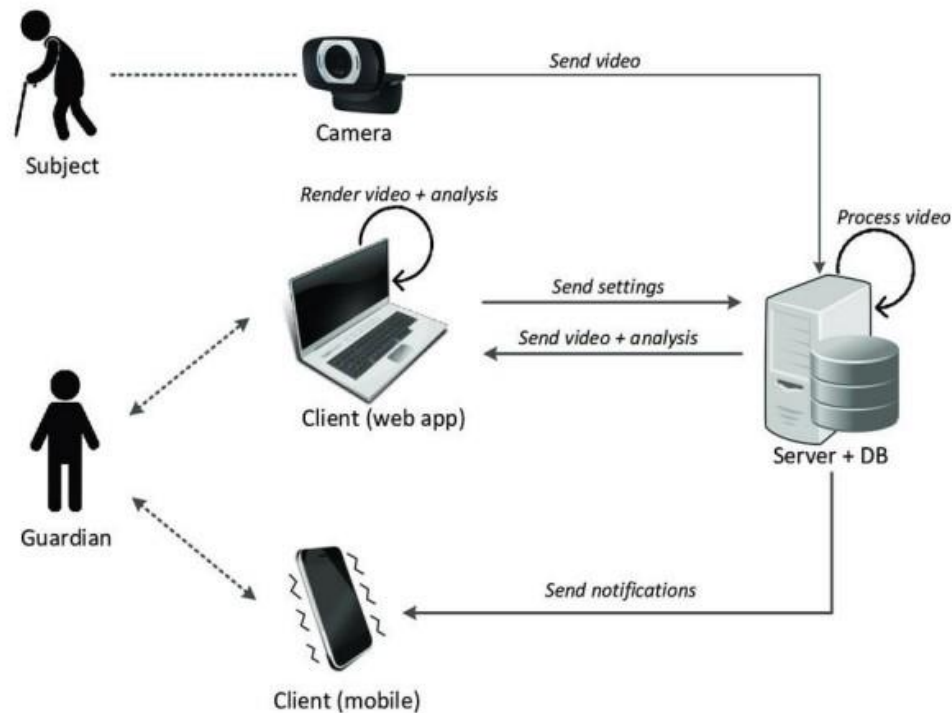 Send video
Camera
Subject
Render video + analysis
Process video
Send settings
Send video + analysis
Client (web app)
Server + DB
Guardian
Send notifications
Client (mobile)